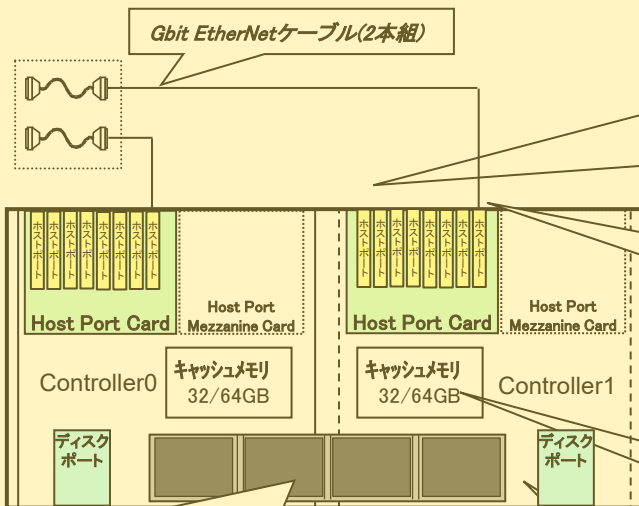 Gbit EtherNetケーブル(2本組)
ホストポート
ホストポート
ホストポート
ホストポート
ホストポート
ホストポート
ホストポート
ホストポート
Host Port Card
Host Port
Mezzanine Card
ホストポート
ホストポート
ホストポート
ホストポート
ホストポート
ホストポート
ホストポート
ホストポート
Host Port Card
Host Port
Mezzanine Card
Controller0
キャッシュメモリ
32/64GB
キャッシュメモリ
32/64GB
Controller1
ディスク
ポート
ディスク
ポート